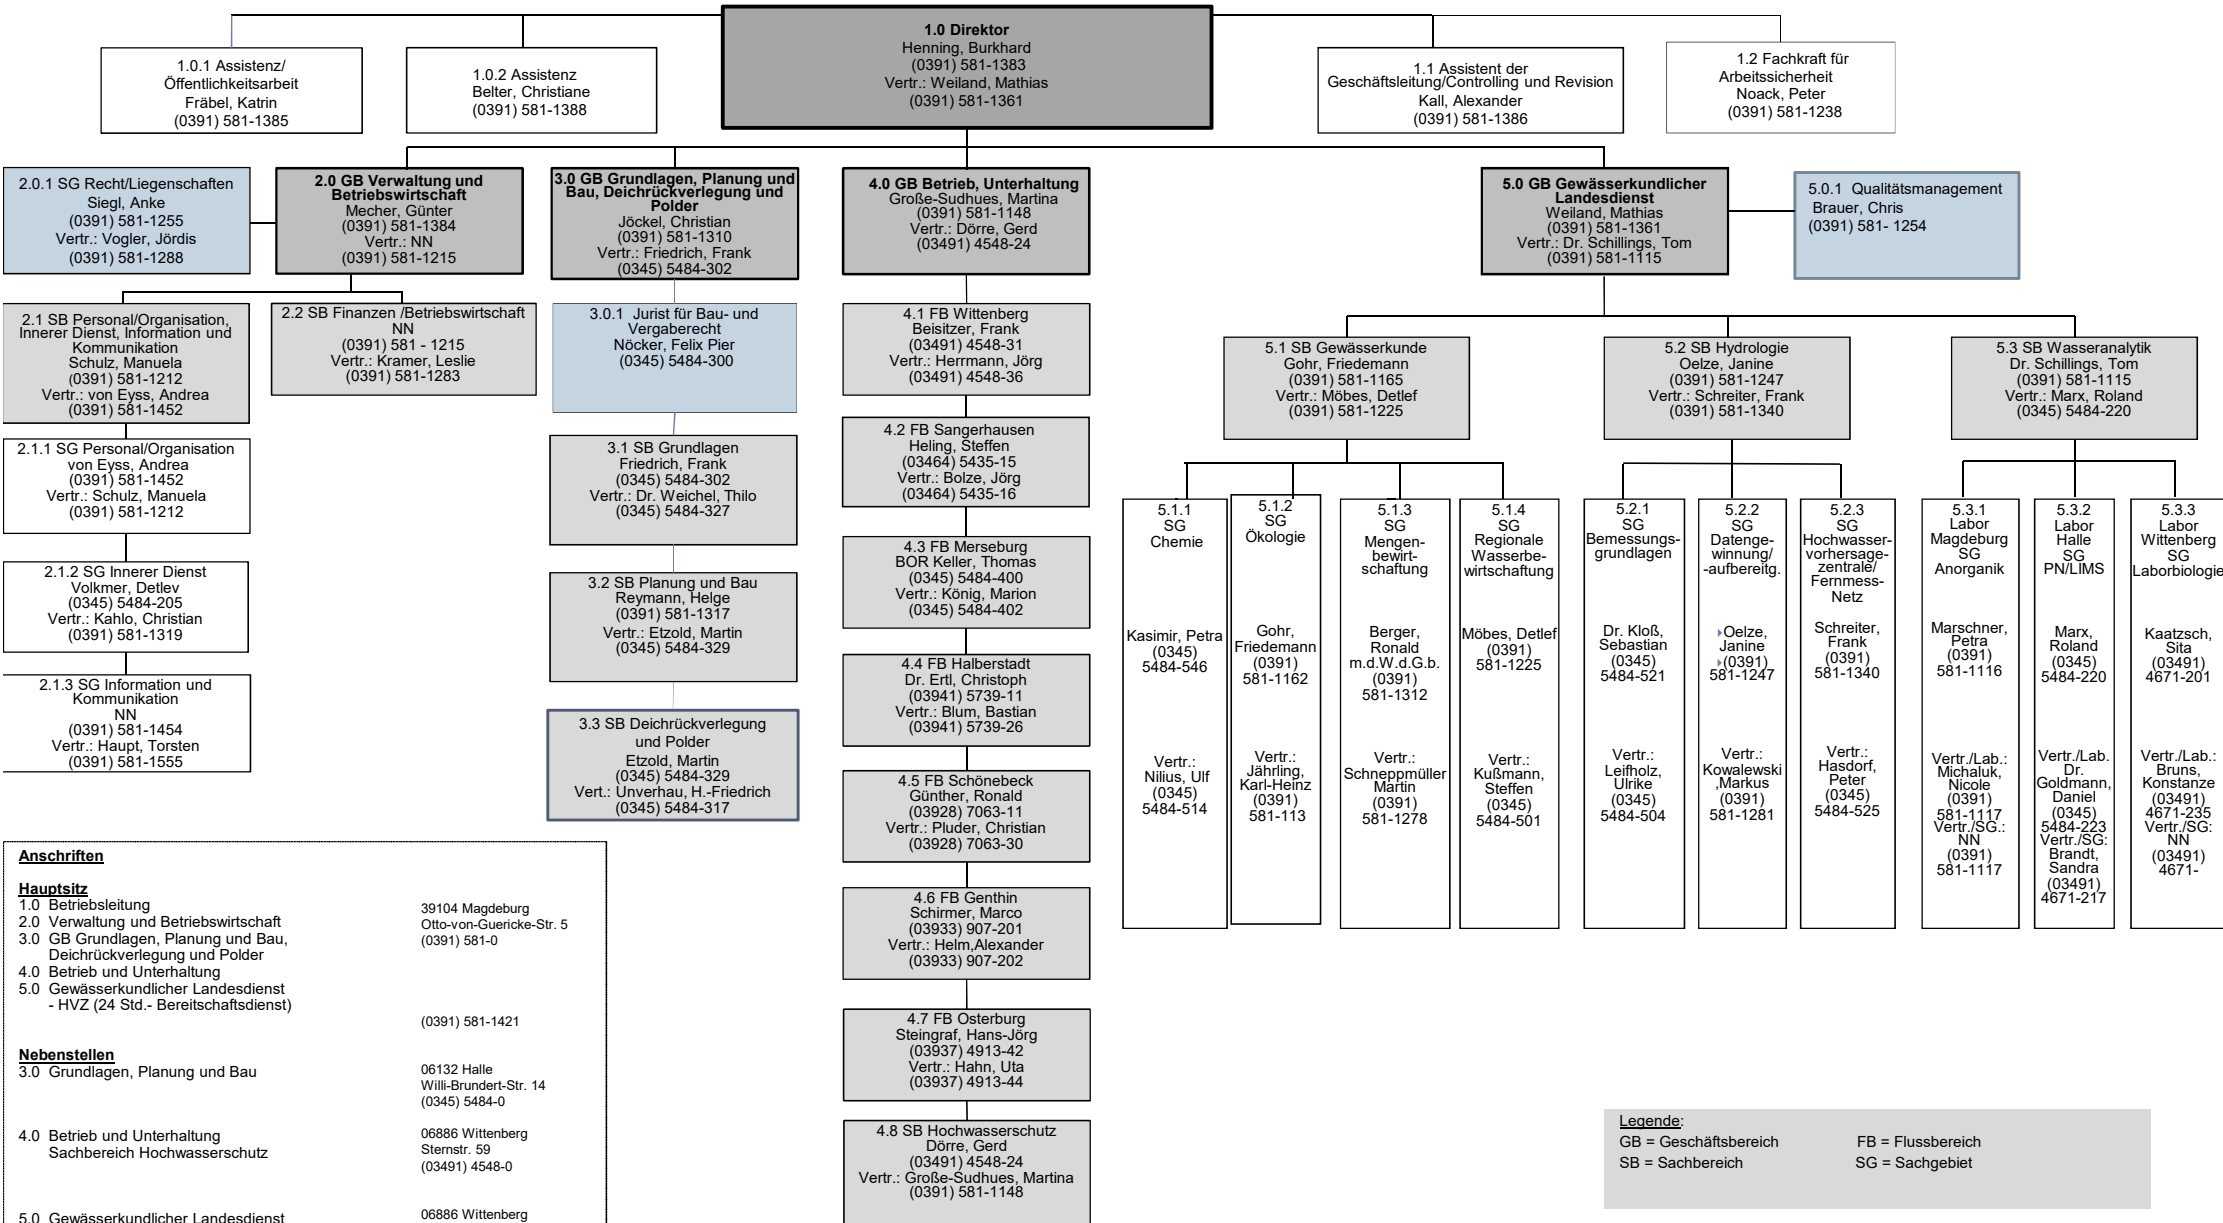 1.0 Direktor
Henning, Burkhard
(0391) 581-1383
Vertr.: Weiland, Mathias
(0391) 581-1361
1.0.1 Assistenz/
Öffentlichkeitsarbeit
Fräbel, Katrin
(0391) 581-1385
1.0.2 Assistenz
Belter, Christiane
(0391) 581-1388
1.1 Assistent der
Geschäftsleitung/Controlling und Revision
Kall, Alexander
(0391) 581-1386
1.2 Fachkraft für
Arbeitssicherheit
Noack, Peter
(0391) 581-1238
2.0.1 SG Recht/Liegenschaften
Siegl, Anke
(0391) 581-1255
Vertr.: Vogler, Jördis
(0391) 581-1288
2.0 GB Verwaltung und
Betriebswirtschaft
Mecher, Günter
(0391) 581-1384
Vertr.: NN
(0391) 581-1215
3.0 GB Grundlagen, Planung und
Bau, Deichrückverlegung und
Polder
Jöckel, Christian
(0391) 581-1310
Vertr.: Friedrich, Frank
(0345) 5484-302
4.0 GB Betrieb, Unterhaltung
Große-Sudhues, Martina
(0391) 581-1148
Vertr.: Dörre, Gerd
(03491) 4548-24
5.0 GB Gewässerkundlicher
Landesdienst
Weiland, Mathias
(0391) 581-1361
Vertr.: Dr. Schillings, Tom
(0391) 581-1115
5.0.1 Qualitätsmanagement
Brauer, Chris
(0391) 581- 1254
2.1 SB Personal/Organisation,
Innerer Dienst, Information und
Kommunikation
Schulz, Manuela
(0391) 581-1212
Vertr.: von Eyss, Andrea
(0391) 581-1452
2.2 SB Finanzen /Betriebswirtschaft
NN
(0391) 581 - 1215
Vertr.: Kramer, Leslie
(0391) 581-1283
2.1.1 SG Personal/Organisation
von Eyss, Andrea
(0391) 581-1452
Vertr.: Schulz, Manuela
(0391) 581-1212
2.1.2 SG Innerer Dienst
Volkmer, Detlev
(0345) 5484-205
Vertr.: Kahlo, Christian
(0391) 581-1319
2.1.3 SG Information und
Kommunikation
NN
(0391) 581-1454
Vertr.: Haupt, Torsten
(0391) 581-1555
3.0.1 Jurist für Bau- und
Vergaberecht
Nöcker, Felix Pier
(0345) 5484-300
3.1 SB Grundlagen
Friedrich, Frank
(0345) 5484-302
Vertr.: Dr. Weichel, Thilo
(0345) 5484-327
3.2 SB Planung und Bau
Reymann, Helge
(0391) 581-1317
Vertr.: Etzold, Martin
(0345) 5484-329
3.3 SB Deichrückverlegung
und Polder
Etzold, Martin
(0345) 5484-329
Vert.: Unverhau, H.-Friedrich
(0345) 5484-317
4.1 FB Wittenberg
Beisitzer, Frank
(03491) 4548-31
Vertr.: Herrmann, Jörg
(03491) 4548-36
4.2 FB Sangerhausen
Heling, Steffen
(03464) 5435-15
Vertr.: Bolze, Jörg
(03464) 5435-16
4.3 FB Merseburg
BOR Keller, Thomas
(0345) 5484-400
Vertr.: König, Marion
(0345) 5484-402
4.4 FB Halberstadt
Dr. Ertl, Christoph
(03941) 5739-11
Vertr.: Blum, Bastian
(03941) 5739-26
4.5 FB Schönebeck
Günther, Ronald
(03928) 7063-11
Vertr.: Pluder, Christian
(03928) 7063-30
4.6 FB Genthin
Schirmer, Marco
(03933) 907-201
Vertr.: Helm,Alexander
(03933) 907-202
4.7 FB Osterburg
Steingraf, Hans-Jörg
(03937) 4913-42
Vertr.: Hahn, Uta
(03937) 4913-44
4.8 SB Hochwasserschutz
Dörre, Gerd
(03491) 4548-24
Vertr.: Große-Sudhues, Martina
(0391) 581-1148
5.1 SB Gewässerkunde
Gohr, Friedemann
(0391) 581-1165
Vertr.: Möbes, Detlef
(0391) 581-1225
5.2 SB Hydrologie
Oelze, Janine
(0391) 581-1247
Vertr.: Schreiter, Frank
(0391) 581-1340
5.3 SB Wasseranalytik
Dr. Schillings, Tom
(0391) 581-1115
Vertr.: Marx, Roland
(0345) 5484-220
5.1.1
SG
Chemie
Kasimir, Petra
(0345)
5484-546
Vertr.:
Nilius, Ulf
(0345)
5484-514
5.1.2
SG
Ökologie
Gohr,
Friedemann
(0391)
581-1162
Vertr.:
Jährling,
Karl-Heinz
(0391)
581-113
5.1.3
SG
Mengen-
bewirt-
schaftung
Berger,
Ronald
m.d.W.d.G.b.
(0391)
581-1312
Vertr.:
Schneppmüller
Martin
(0391)
581-1278
5.1.4
SG
Regionale
Wasserbe-
wirtschaftung
Möbes, Detlef
(0391)
581-1225
Vertr.:
Kußmann,
Steffen
(0345)
5484-501
5.2.1
SG
Bemessungs-
grundlagen
Dr. Kloß,
Sebastian
(0345)
5484-521
Vertr.:
Leifholz,
Ulrike
(0345)
5484-504
5.2.2
SG
Datenge-
winnung/
-aufbereitg.
Oelze,
Janine
(0391)
581-1247
Vertr.:
Kowalewski
,Markus
(0391)
581-1281
5.2.3
SG
Hochwasser-
vorhersage-
zentrale/
Fernmess-
Netz
Schreiter,
Frank
(0391)
581-1340
Vertr.:
Hasdorf,
Peter
(0345)
5484-525
5.3.1
Labor
Magdeburg
SG
Anorganik
Marschner,
Petra
(0391)
581-1116
Vertr./Lab.:
Michaluk,
Nicole
(0391)
581-1117
Vertr./SG.:
NN
(0391)
581-1117
5.3.2
Labor
Halle
SG
PN/LIMS
Marx,
Roland
(0345)
5484-220
Vertr./Lab.
Dr.
Goldmann,
Daniel
(0345)
5484-223
Vertr./SG:
Brandt,
Sandra
(03491)
4671-217
5.3.3
Labor
Wittenberg
SG
Laborbiologie
Kaatzsch,
Sita
(03491)
4671-201
Vertr./Lab.:
Bruns,
Konstanze
(03491)
4671-235
Vertr./SG:
NN
(03491)
4671-
Anschriften
Hauptsitz
1.0 Betriebsleitung
2.0 Verwaltung und Betriebswirtschaft
3.0 GB Grundlagen, Planung und Bau,
Deichrückverlegung und Polder
4.0 Betrieb und Unterhaltung
5.0 Gewässerkundlicher Landesdienst
- HVZ (24 Std.- Bereitschaftsdienst)
39104 Magdeburg
Otto-von-Guericke-Str. 5
(0391) 581-0
(0391) 581-1421
Nebenstellen
3.0 Grundlagen, Planung und Bau
06132 Halle
Willi-Brundert-Str. 14
(0345) 5484-0
4.0 Betrieb und Unterhaltung
Sachbereich Hochwasserschutz
06886 Wittenberg
Sternstr. 59
(03491) 4548-0
5.0 Gewässerkundlicher Landesdienst
06886 Wittenberg
Legende:
GB = Geschäftsbereich
FB = Flussbereich
SB = Sachbereich
SG = Sachgebiet